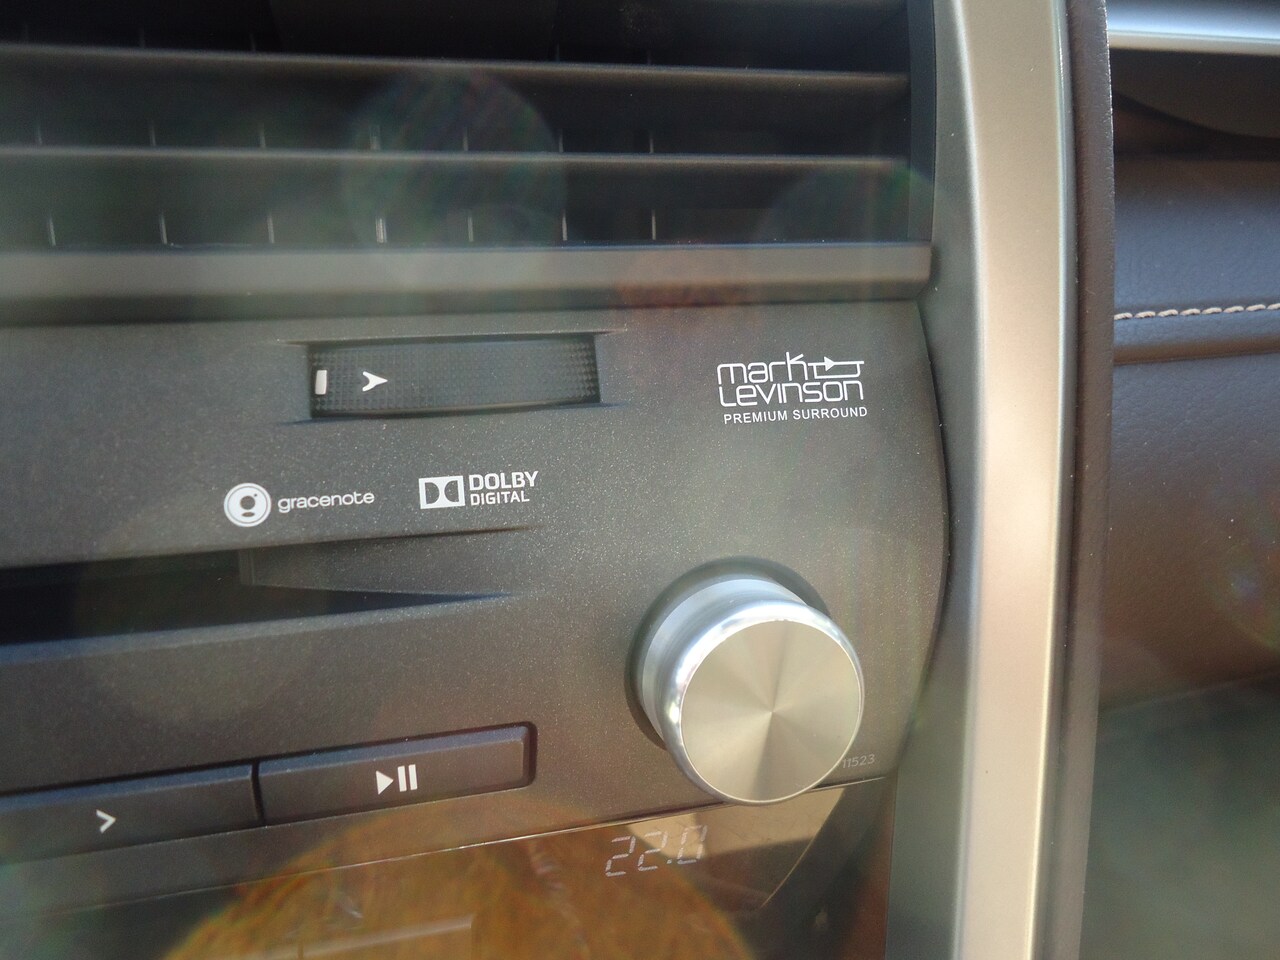 mark
LEVINSON
PREMIUM SURROUND
gracenote
DOLBY
DIGITAL
11523
22.0